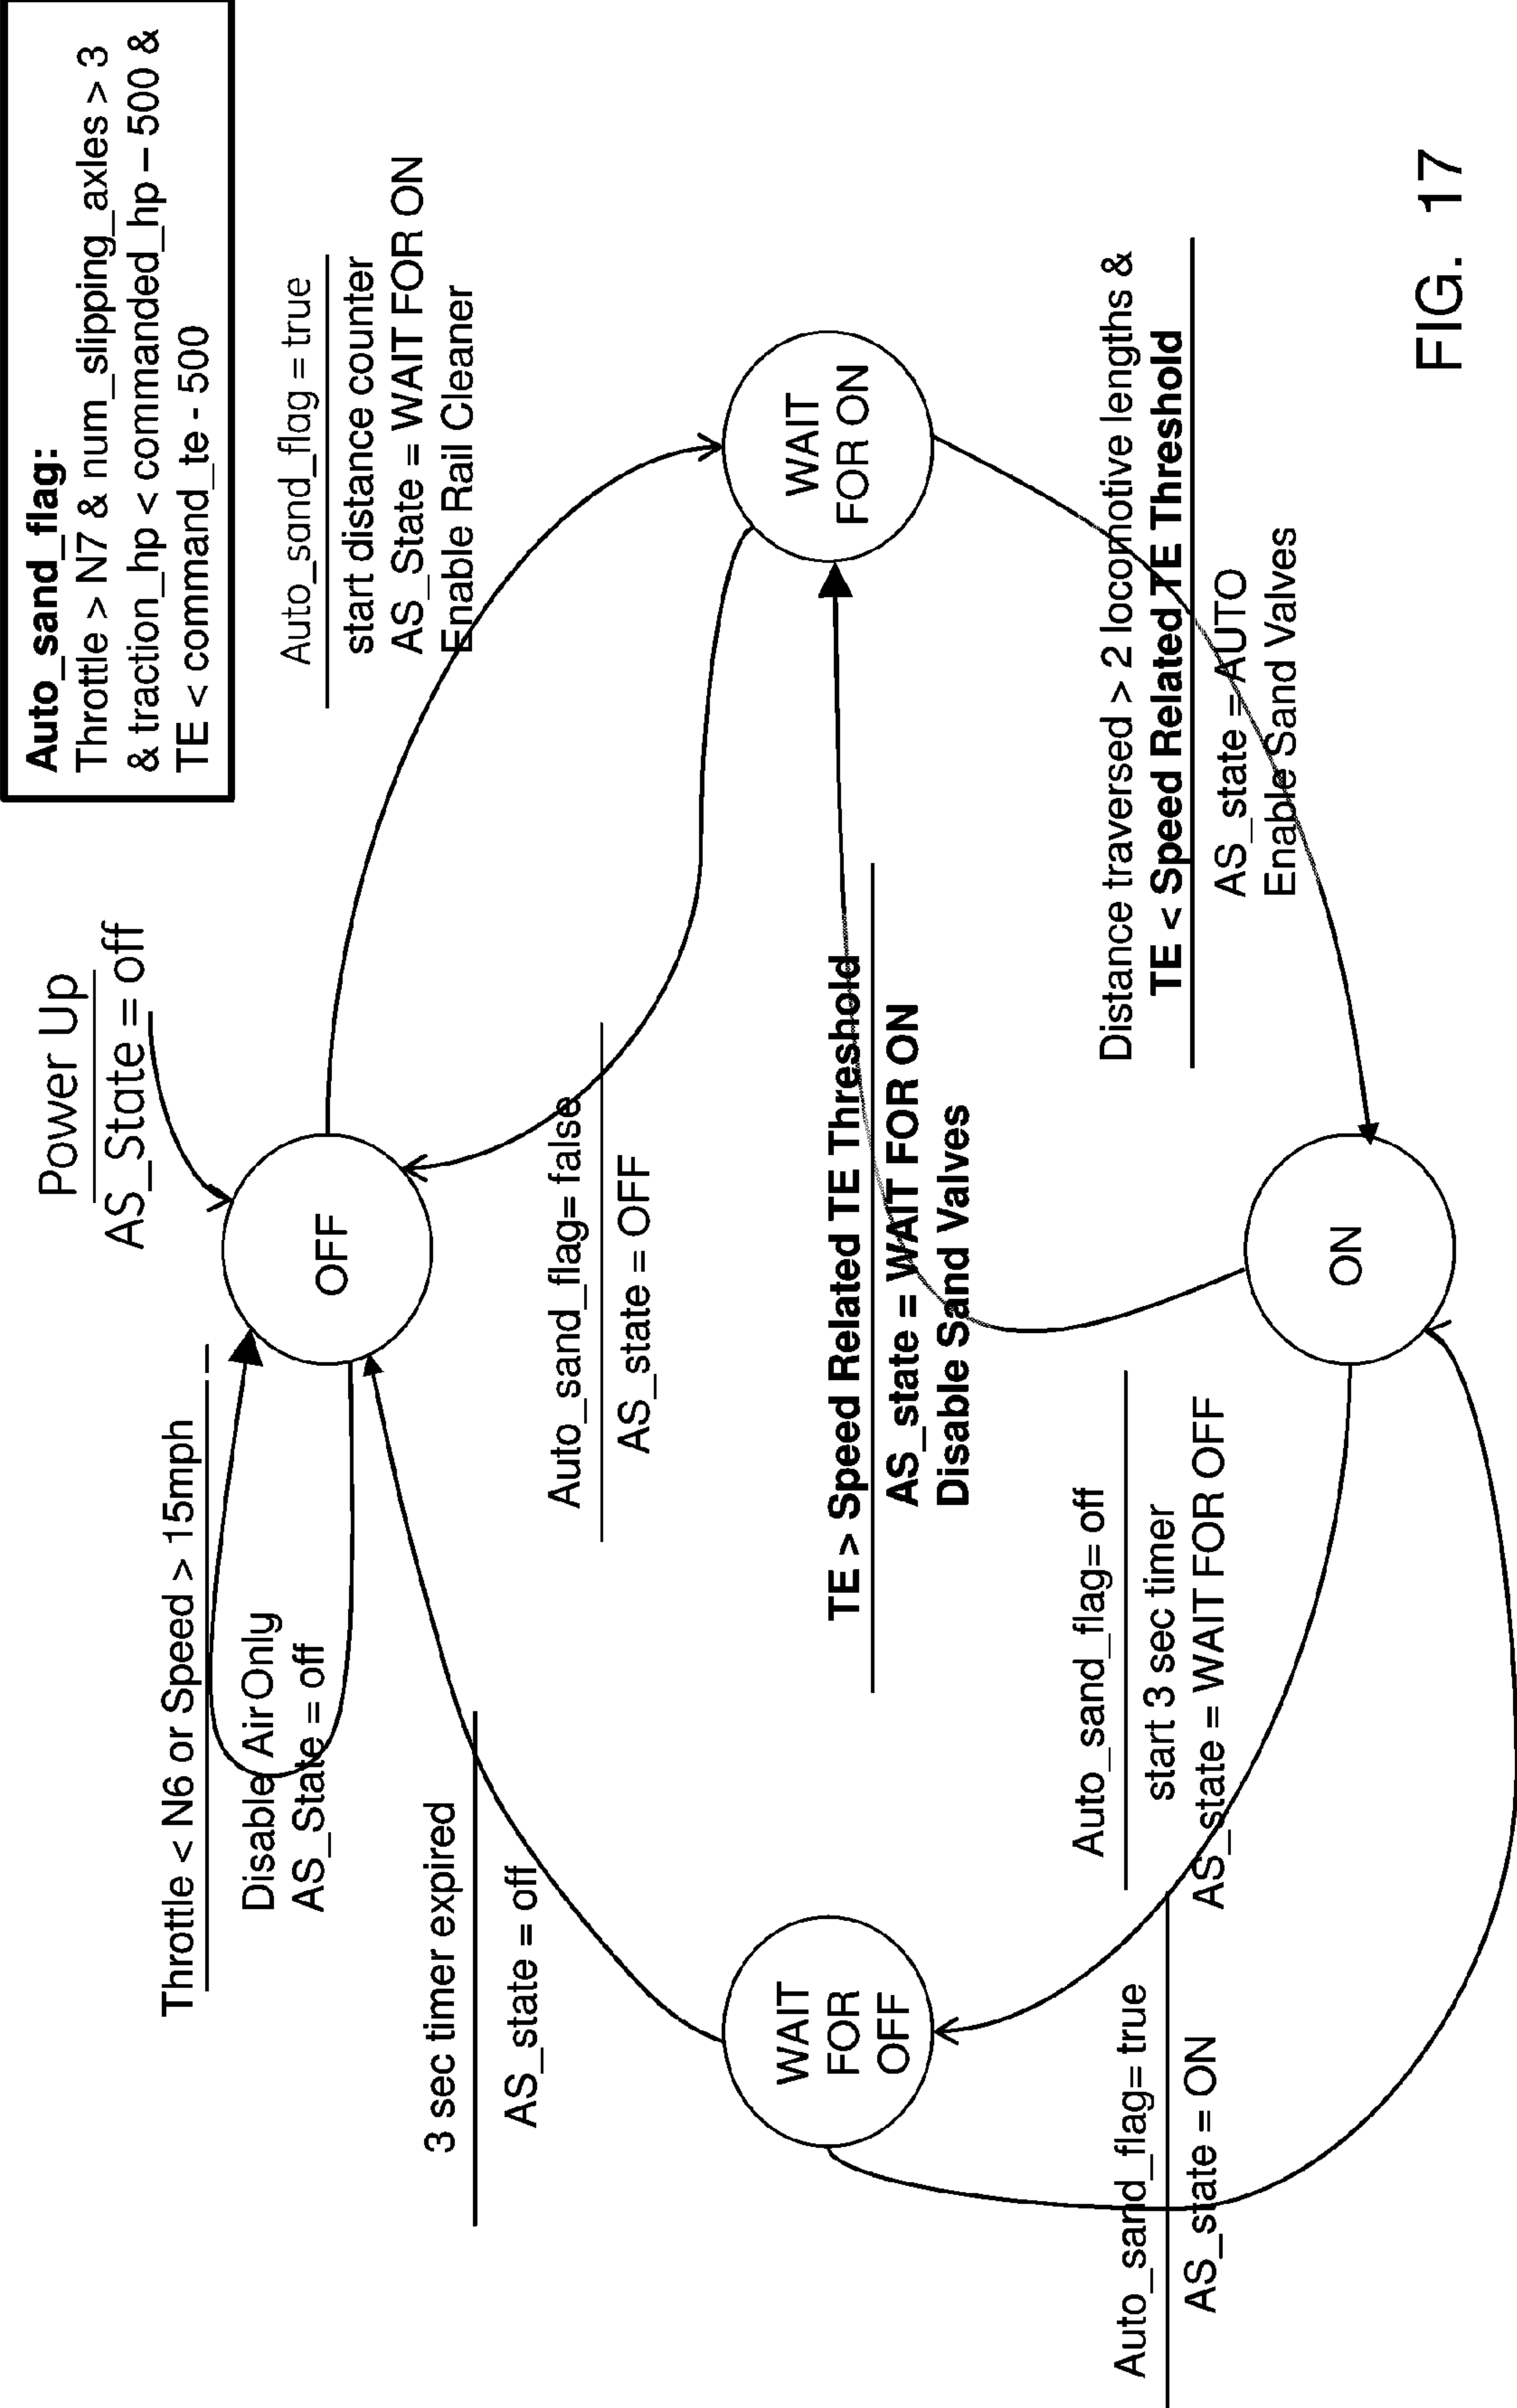 Auto_sand_flag:
Throttle > N7 & num_slipping_axles > 3
& traction_hp < commanded_hp – 500 &
TE < command_te - 500
Power Up
AS_State = off
Throttle < N6 or Speed > 15mph
Disable Air Only
AS_State = off
OFF
Auto_sand_flag = true
start distance counter
AS_State = WAIT FOR ON
Enable Rail Cleaner
3 sec timer expired
AS_state = off
Auto_sand_flag= false
AS_state = OFF
WAIT
FOR
OFF
WAIT
FOR ON
TE > Speed Related TE Threshold
AS_state = WAIT FOR ON
Disable Sand Valves
Auto_sand_flag= off
start 3 sec timer
AS_state = WAIT FOR OFF
Distance traversed > 2 locomotive lengths &
TE < Speed Related TE Threshold
AS_state = AUTO
Enable Sand Valves
Auto_sand_flag= true
AS_state = ON
ON
FIG. 17